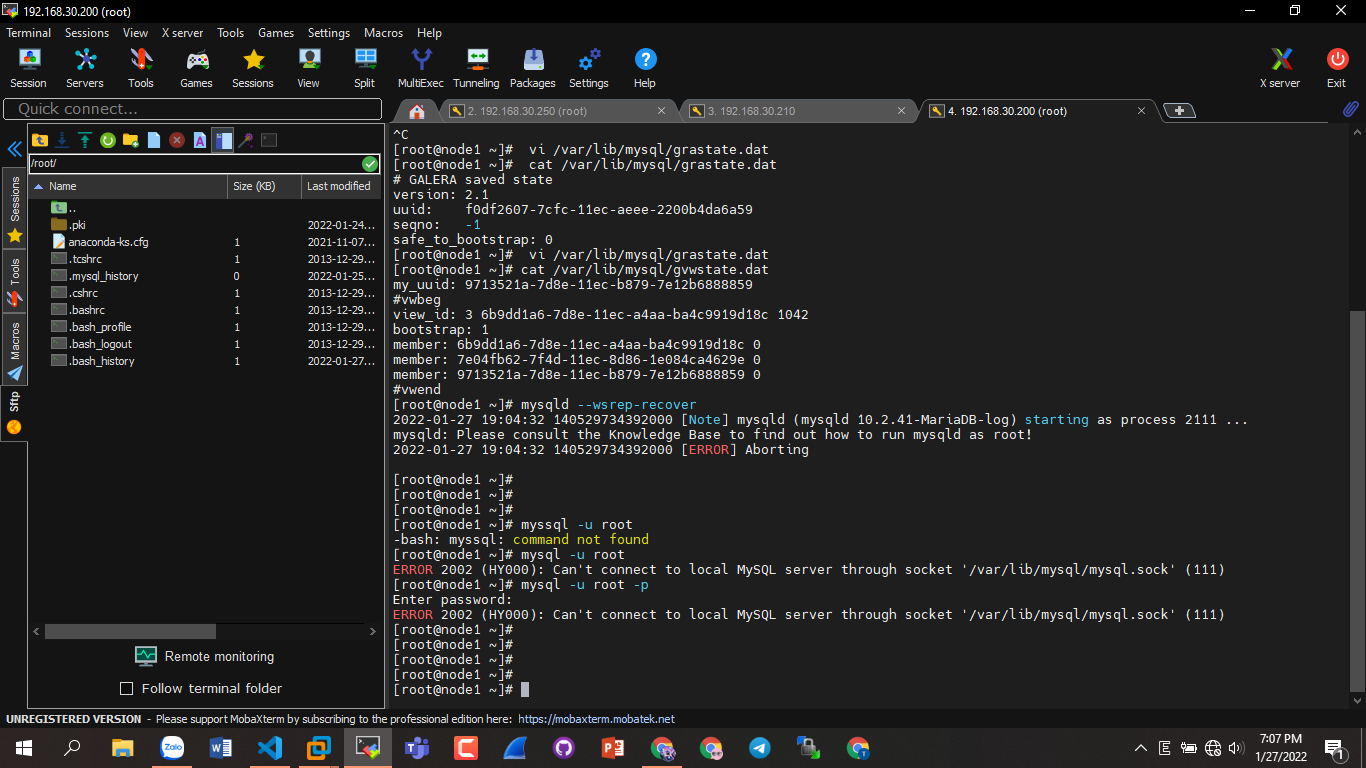 192.168.30.200 (root)
Terminal Sessions View X server Tools Games Settings Macros Help
Session Servers Tools Games Sessions View Split MultiExec Tunneling Packages Settings Help X server Exit
Quick connect...
2. 192.168.30.250 (root)
3. 192.168.30.210
4. 192.168.30.200 (root)
/root/
Name Size (KB) Last modified
..
.pki 2022-01-24...
anaconda-ks.cfg 1 2021-11-07...
.tcshrc 1 2013-12-29...
.mysql_history 0 2022-01-25...
.cshrc 1 2013-12-29...
.bashrc 1 2013-12-29...
.bash_profile 1 2013-12-29...
.bash_logout 1 2013-12-29...
.bash_history 1 2022-01-27...
Sessions
Tools
Macros
Sftp
Remote monitoring
Follow terminal folder
^C
[root@node1 ~]#  vi /var/lib/mysql/grastate.dat
[root@node1 ~]#  cat /var/lib/mysql/grastate.dat
# GALERA saved state
version: 2.1
uuid:    f0df2607-7cfc-11ec-aeee-2200b4da6a59
seqno:   -1
safe_to_bootstrap: 0
[root@node1 ~]#  vi /var/lib/mysql/grastate.dat
[root@node1 ~]# cat /var/lib/mysql/gvwstate.dat
my_uuid: 9713521a-7d8e-11ec-b879-7e12b6888859
#vwbeg
view_id: 3 6b9dd1a6-7d8e-11ec-a4aa-ba4c9919d18c 1042
bootstrap: 1
member: 6b9dd1a6-7d8e-11ec-a4aa-ba4c9919d18c 0
member: 7e04fb62-7f4d-11ec-8d86-1e084ca4629e 0
member: 9713521a-7d8e-11ec-b879-7e12b6888859 0
#vwend
[root@node1 ~]# mysqld --wsrep-recover
2022-01-27 19:04:32 140529734392000 [Note] mysqld (mysqld 10.2.41-MariaDB-log) starting as process 2111 ...
mysqld: Please consult the Knowledge Base to find out how to run mysqld as root!
2022-01-27 19:04:32 140529734392000 [ERROR] Aborting
[root@node1 ~]#
[root@node1 ~]#
[root@node1 ~]#
[root@node1 ~]# myssql -u root
-bash: myssql: command not found
[root@node1 ~]# mysql -u root
ERROR 2002 (HY000): Can't connect to local MySQL server through socket '/var/lib/mysql/mysql.sock' (111)
[root@node1 ~]# mysql -u root -p
Enter password:
ERROR 2002 (HY000): Can't connect to local MySQL server through socket '/var/lib/mysql/mysql.sock' (111)
[root@node1 ~]#
[root@node1 ~]#
[root@node1 ~]#
[root@node1 ~]#
[root@node1 ~]#
UNREGISTERED VERSION - Please support MobaXterm by subscribing to the professional edition here: https://mobaxterm.mobatek.net
Zalo
7:07 PM
1/27/2022
1